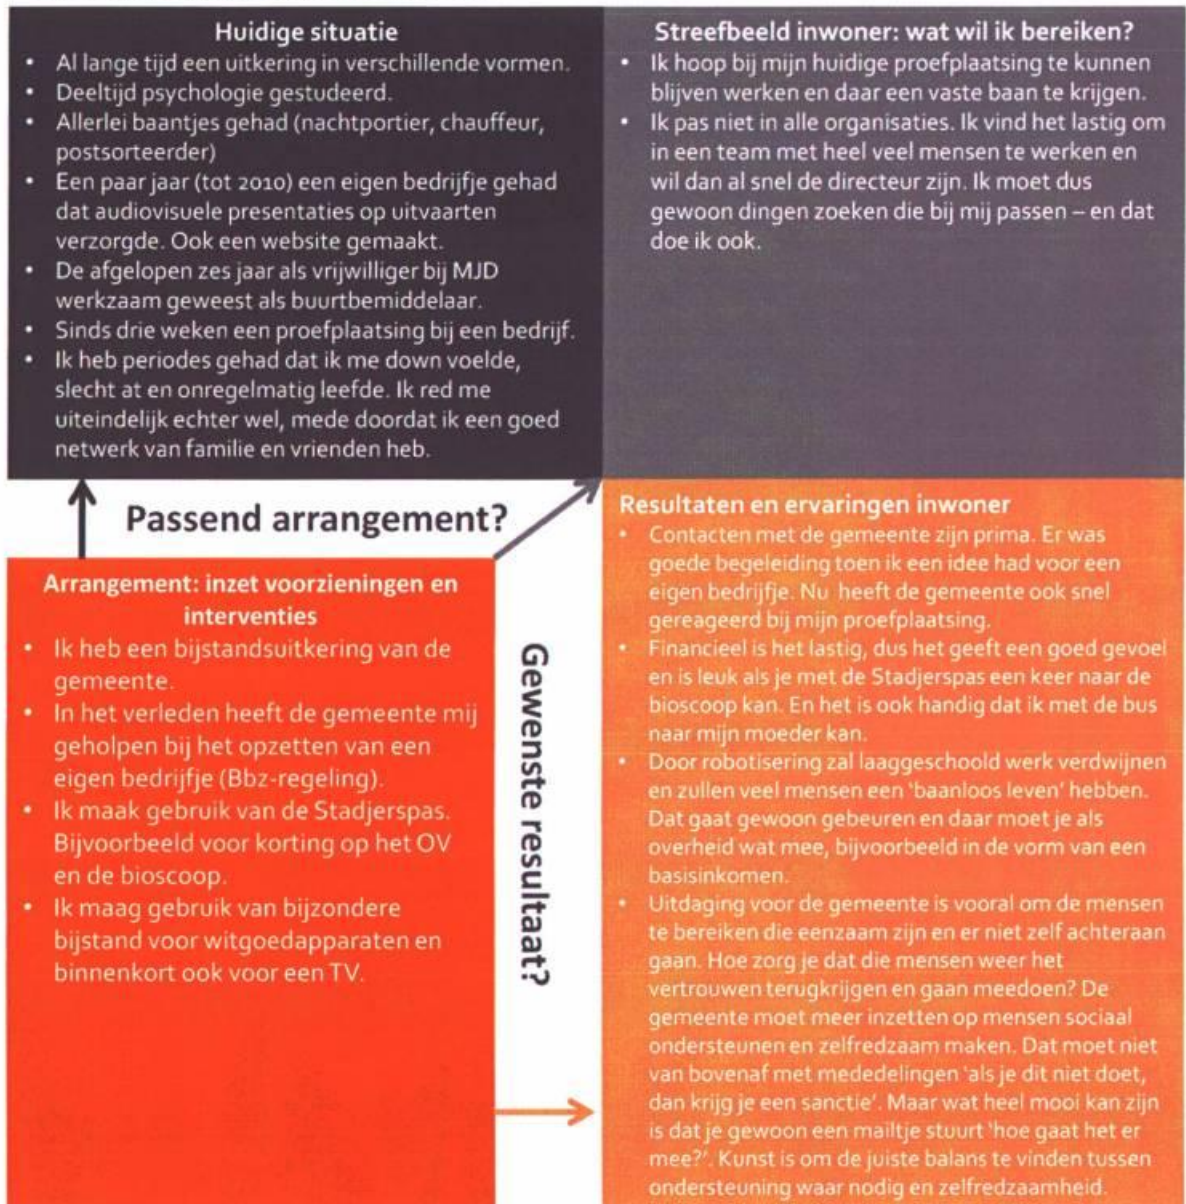 Huidige situatie
• Al lange tijd een uitkering in verschillende vormen.
• Deeltijd psychologie gestudeerd.
• Allerlei baantjes gehad (nachtportier, chauffeur,
postsorteerder)
• Een paar jaar (tot 2010) een eigen bedrijfje gehad
dat audiovisuele presentaties op uitvaarten
verzorgde. Ook een website gemaakt.
• De afgelopen zes jaar als vrijwilliger bij MJD
werkzaam geweest als buurtbemiddelaar.
• Sinds drie weken een proefplaatsing bij een bedrijf.
• Ik heb periodes gehad dat ik me down voelde,
slecht at en onregelmatig leefde. Ik red me
uiteindelijk echter wel, mede doordat ik een goed
netwerk van familie en vrienden heb.
Streefbeeld inwoner: wat wil ik bereiken?
• Ik hoop bij mijn huidige proefplaatsing te kunnen
blijven werken en daar een vaste baan te krijgen.
• Ik pas niet in alle organisaties. Ik vind het lastig om
in een team met heel veel mensen te werken en
wil dan al snel de directeur zijn. Ik moet dus
gewoon dingen zoeken die bij mij passen – en dat
doe ik ook.
Passend arrangement?
Arrangement: inzet voorzieningen en
interventies
• Ik heb een bijstandsuitkering van de
gemeente.
• In het verleden heeft de gemeente mij
geholpen bij het opzetten van een
eigen bedrijfje (Bbz-regeling).
• Ik maak gebruik van de Stadjerspas.
Bijvoorbeeld voor korting op het OV
en de bioscoop.
• Ik maag gebruik van bijzondere
bijstand voor witgoedapparaten en
binnenkort ook voor een TV.
Gewenste resultaat?
Resultaten en ervaringen inwoner
• Contacten met de gemeente zijn prima. Er was
goede begeleiding toen ik een idee had voor een
eigen bedrijfje. Nu heeft de gemeente ook snel
gereageerd bij mijn proefplaatsing.
• Financieel is het lastig, dus het geeft een goed gevoel
en is leuk als je met de Stadjerspas een keer naar de
bioscoop kan. En het is ook handig dat ik met de bus
naar mijn moeder kan.
• Door robotisering zal laaggeschoold werk verdwijnen
en zullen veel mensen een 'baanloos leven' hebben.
Dat gaat gewoon gebeuren en daar moet je als
overheid wat mee, bijvoorbeeld in de vorm van een
basisinkomen.
• Uitdaging voor de gemeente is vooral om de mensen
te bereiken die eenzaam zijn en er niet zelf achteraan
gaan. Hoe zorg je dat die mensen weer het
vertrouwen terugkrijgen en gaan meedoen? De
gemeente moet meer inzetten op mensen sociaal
ondersteunen en zelfredzaam maken. Dat moet niet
van bovenaf met mededelingen 'als je dit niet doet,
dan krijg je een sanctie'. Maar wat heel mooi kan zijn
is dat je gewoon een mailtje stuurt 'hoe gaat het er
mee?'. Kunst is om de juiste balans te vinden tussen
ondersteuning waar nodig en zelfredzaamheid.